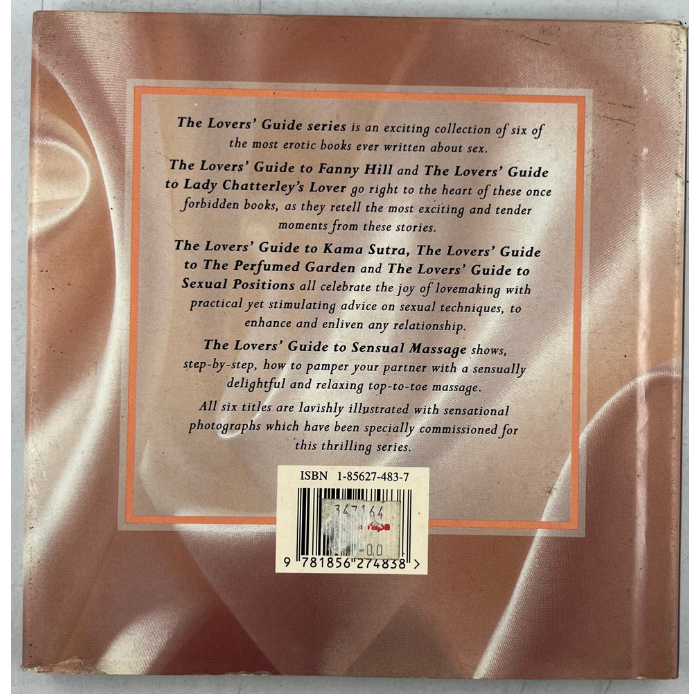 The Lovers' Guide series is an exciting collection of six of
the most erotic books ever written about sex.
The Lovers' Guide to Fanny Hill and The Lovers' Guide
to Lady Chatterley's Lover go right to the heart of these once
forbidden books, as they retell the most exciting and tender
moments from these stories.
The Lovers' Guide to Kama Sutra, The Lovers' Guide
to The Perfumed Garden and The Lovers' Guide to
Sexual Positions all celebrate the joy of lovemaking with
practical yet stimulating advice on sexual techniques, to
enhance and enliven any relationship.
The Lovers' Guide to Sensual Massage shows,
step-by-step, how to pamper your partner with a sensually
delightful and relaxing top-to-toe massage.
All six titles are lavishly illustrated with sensational
photographs which have been specially commissioned for
this thrilling series.
ISBN 1-85627-483-7
347164
9 781856 274838 >